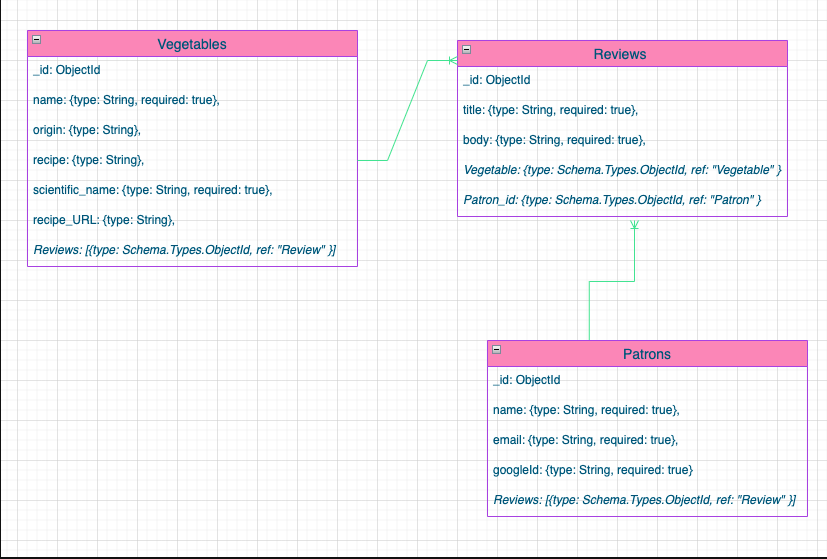 Vegetables
_id: ObjectId
name: {type: String, required: true},
origin: {type: String},
recipe: {type: String},
scientific_name: {type: String, required: true},
recipe_URL: {type: String},
Reviews: [{type: Schema.Types.ObjectId, ref: "Review" }]
Reviews
_id: ObjectId
title: {type: String, required: true},
body: {type: String, required: true},
Vegetable: {type: Schema.Types.ObjectId, ref: "Vegetable" }
Patron_id: {type: Schema.Types.ObjectId, ref: "Patron" }
Patrons
_id: ObjectId
name: {type: String, required: true},
email: {type: String, required: true},
googleId: {type: String, required: true}
Reviews: [{type: Schema.Types.ObjectId, ref: "Review" }]